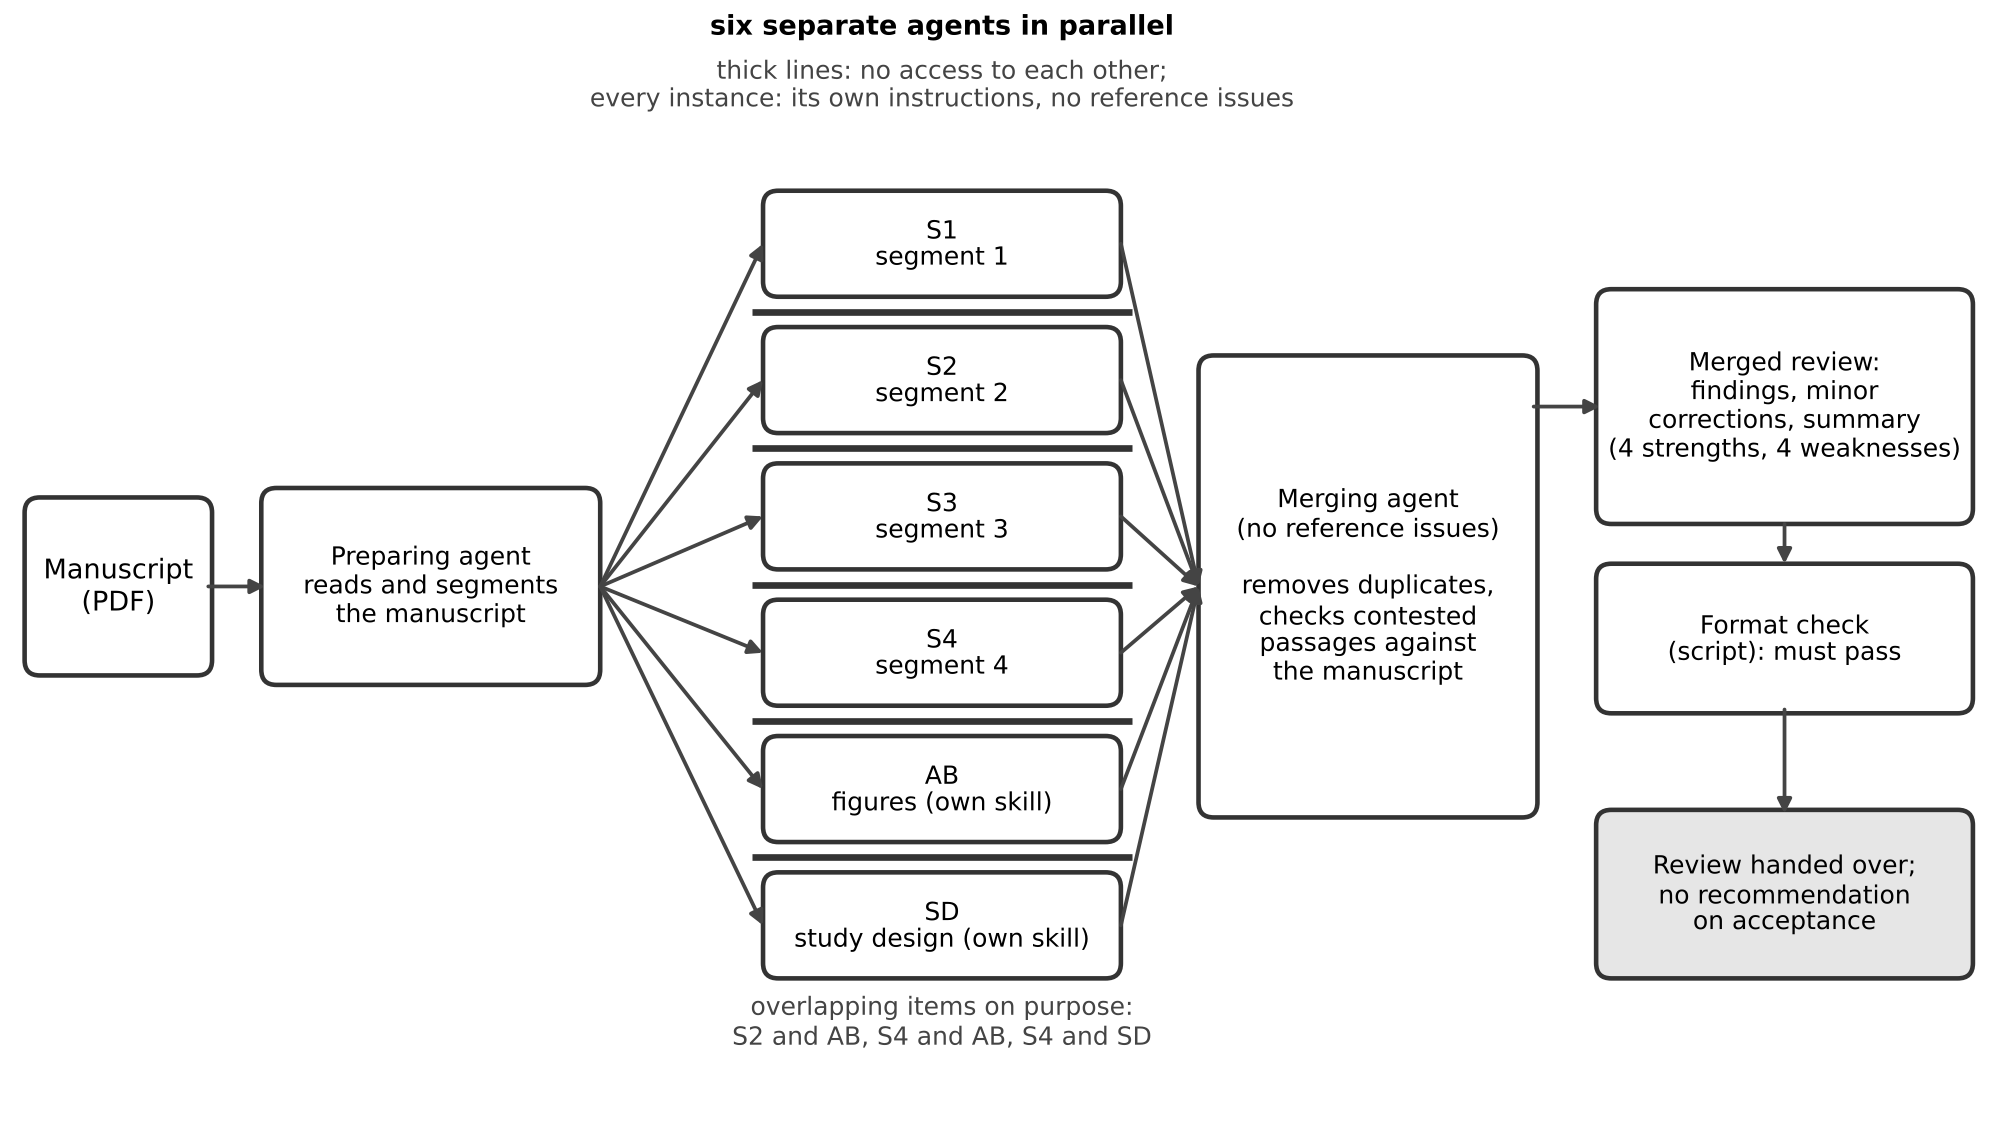 six separate agents in parallel
thick lines: no access to each other;
every instance: its own instructions, no reference issues
Manuscript
(PDF)
Preparing agent
reads and segments
the manuscript
S1
segment 1
S2
segment 2
S3
segment 3
S4
segment 4
AB
figures (own skill)
SD
study design (own skill)
overlapping items on purpose:
S2 and AB, S4 and AB, S4 and SD
Merging agent
(no reference issues)
removes duplicates,
checks contested
passages against
the manuscript
Merged review:
findings, minor
corrections, summary
(4 strengths, 4 weaknesses)
Format check
(script): must pass
Review handed over;
no recommendation
on acceptance